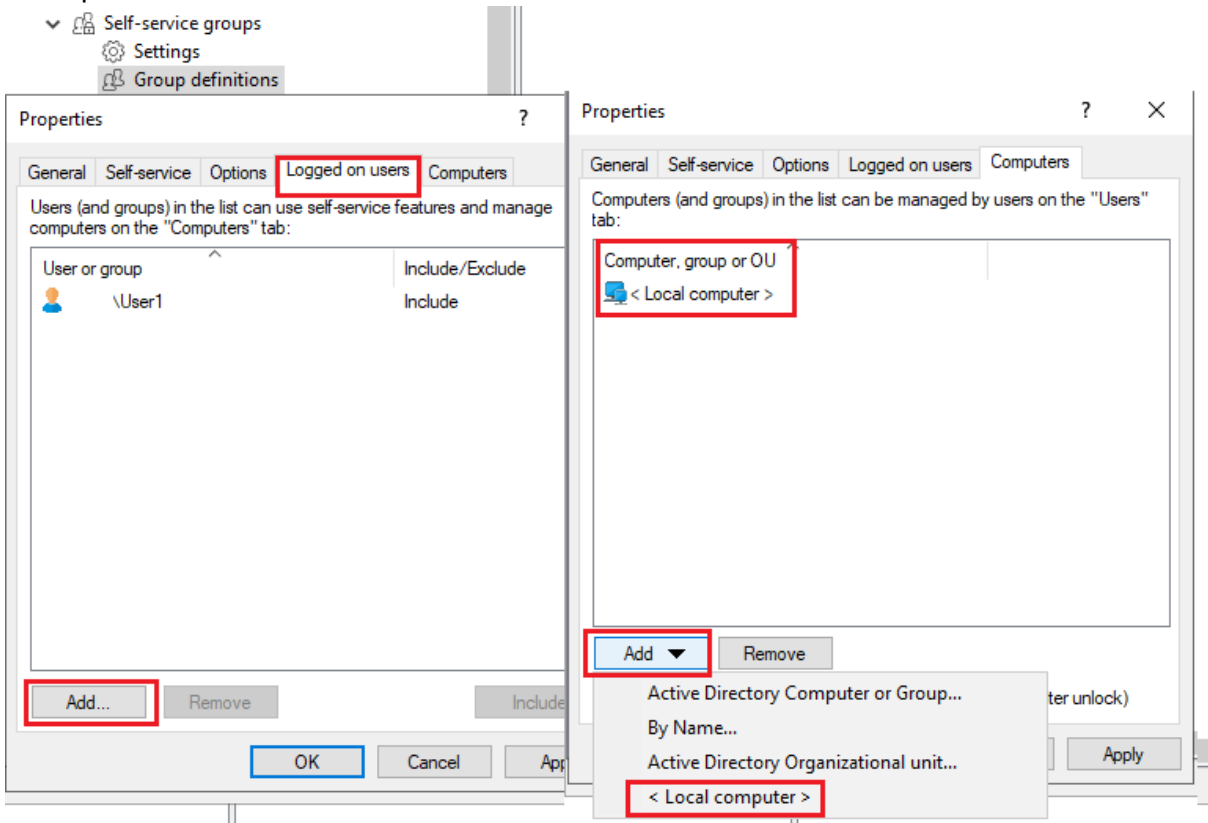 Self-service groups
Settings
Group definitions
Properties ?
General Self-service Options Logged on users Computers
Users (and groups) in the list can use self-service features and manage
computers on the "Computers" tab:
User or group Include/Exclude
\User1 Include
Add... Remove Include
OK Cancel App
Properties ?
General Self-service Options Logged on users Computers
Computers (and groups) in the list can be managed by users on the "Users"
tab:
Computer, group or OU
< Local computer >
Add Remove
Active Directory Computer or Group...
ter unlock)
By Name...
Active Directory Organizational unit...
Apply
< Local computer >